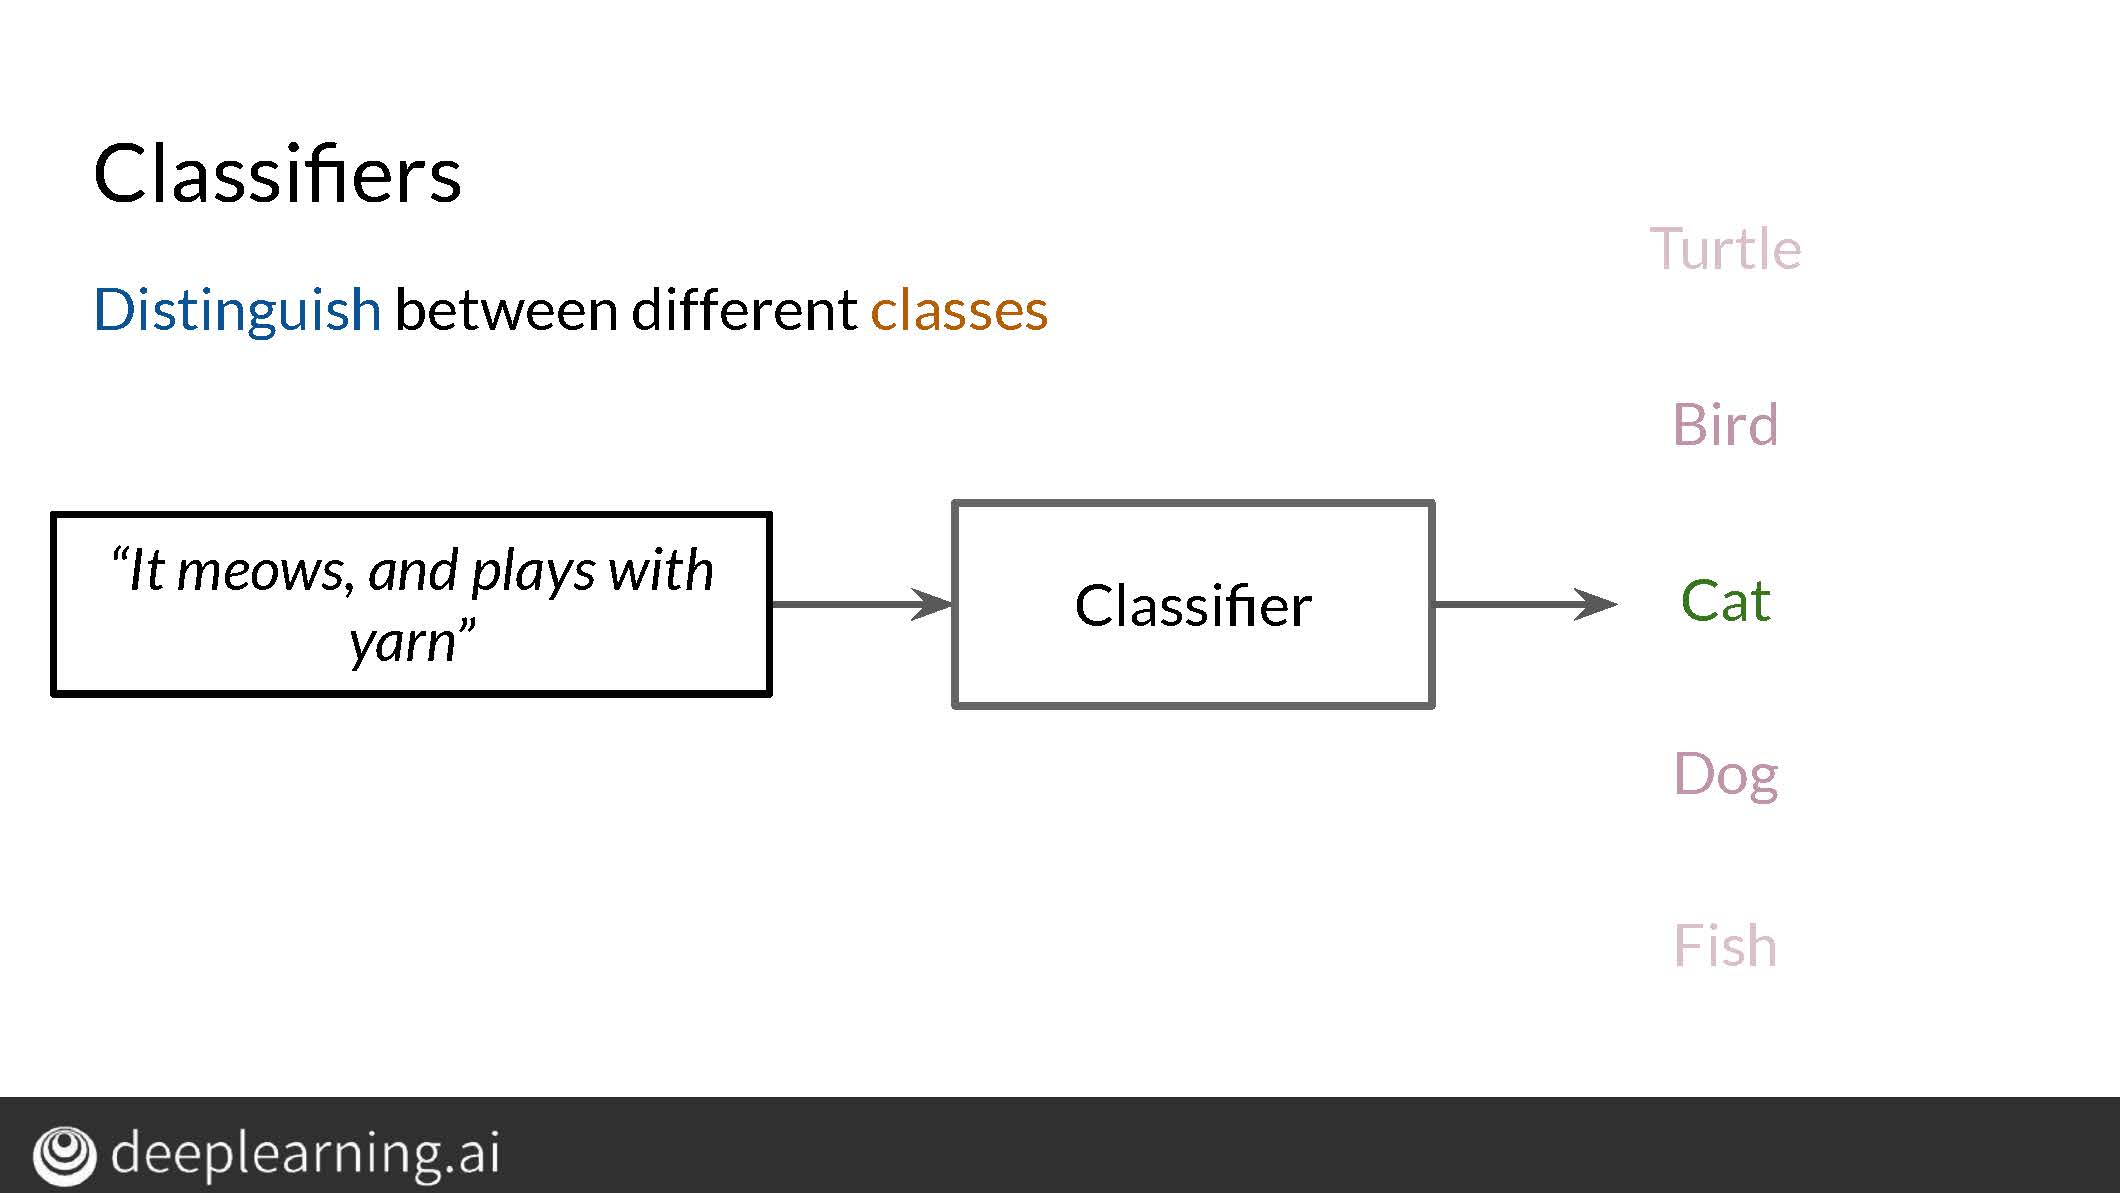 Classifiers
Distinguish between different classes
“It meows, and plays with
yarn”
Classifier
Turtle
Bird
Cat
Dog
Fish
deeplearning.ai